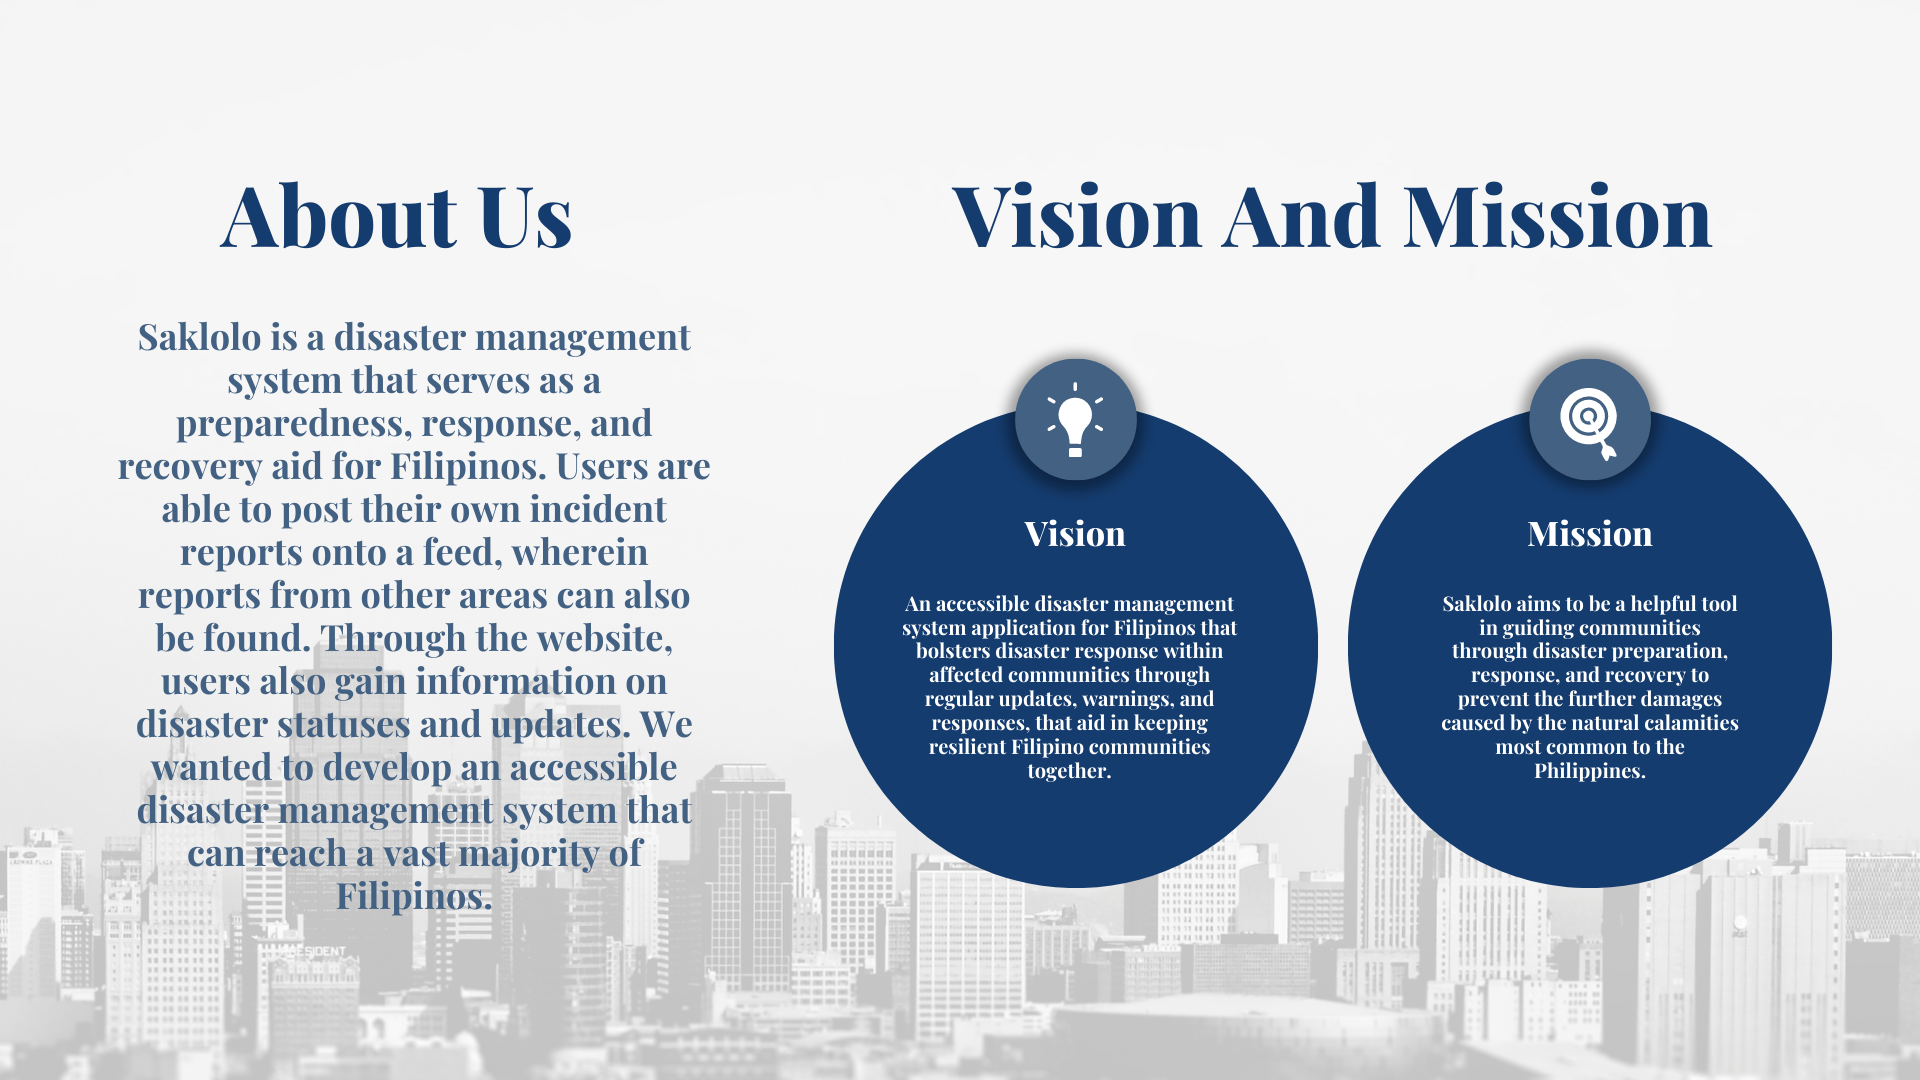 About Us
Saklolo is a disaster management
system that serves as a
preparedness, response, and
recovery aid for Filipinos. Users are
able to post their own incident
reports onto a feed, wherein
reports from other areas can also
be found. Through the website,
users also gain information on
disaster statuses and updates. We
wanted to develop an accessible
disaster management system that
can reach a vast majority of
Filipinos.
Vision And Mission
Vision
An accessible disaster management
system application for Filipinos that
bolsters disaster response within
affected communities through
regular updates, warnings, and
responses, that aid in keeping
resilient Filipino communities
together.
Mission
Saklolo aims to be a helpful tool
in guiding communities
through disaster preparation,
response, and recovery to
prevent the further damages
caused by the natural calamities
most common to the
Philippines.